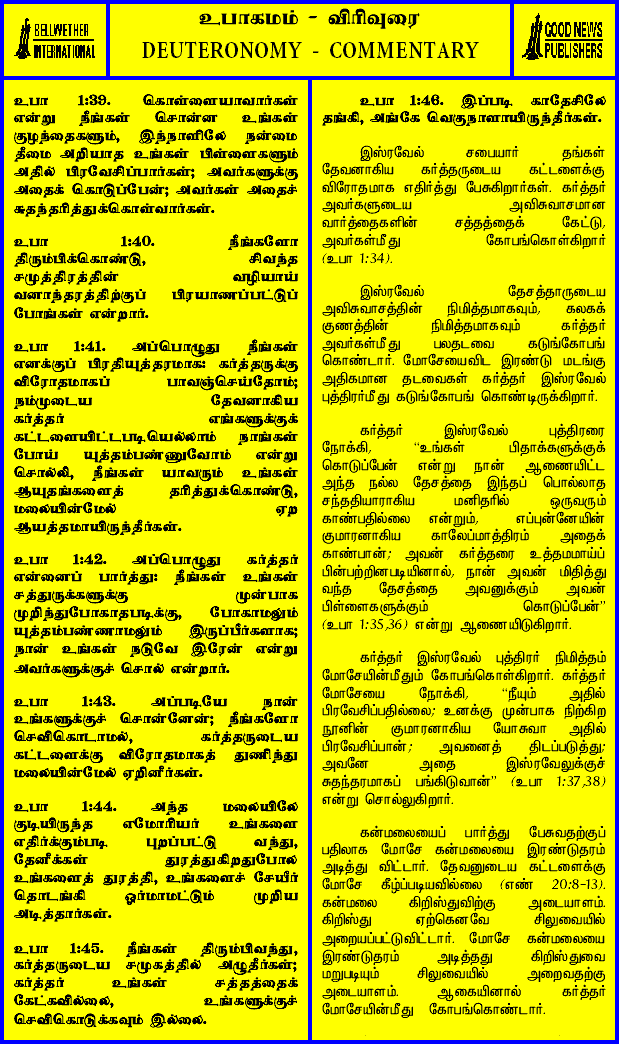 BELLWETHER
INTERNATIONAL
உபாகமம் - விரிவுரை
DEUTERONOMY - COMMENTARY
GOOD NEWS
PUBLISHERS
உபா 1:39. கொள்ளையாவார்கள்
என்று நீங்கள் சொன்ன உங்கள்
குழந்தைகளும், இந்நாளிலே நன்மை
தீமை அறியாத உங்கள் பிள்ளைகளும்
அதில் பிரவேசிப்பார்கள்; அவர்களுக்கு
அதைக் கொடுப்பேன்; அவர்கள் அதைச்
சுதந்தரித்துக்கொள்வார்கள்.
உபா 1:40. நீங்களோ
திரும்பிக்கொண்டு, சிவந்த
சமுத்திரத்தின் வழியாய்
வனாந்தரத்திற்குப் பிரயாணப்பட்டுப்
போங்கள் என்றார்.
உபா 1:41. அப்பொழுது நீங்கள்
எனக்குப் பிரதியுத்தரமாக: கர்த்தருக்கு
விரோதமாகப் பாவஞ்செய்தோம்;
நம்முடைய தேவனாகிய
கர்த்தர் எங்களுக்குக்
கட்டளையிட்டபடியெல்லாம் நாங்கள்
போய் யுத்தம்பண்ணுவோம் என்று
சொல்லி, நீங்கள் யாவரும் உங்கள்
ஆயுதங்களைத் தரித்துக்கொண்டு,
மலையின்மேல் ஏற
ஆயத்தமாயிருந்தீர்கள்.
உபா 1:42. அப்பொழுது கர்த்தர்
என்னைப் பார்த்து: நீங்கள் உங்கள்
சத்துருக்களுக்கு முன்பாக
முறிந்துபோகாதபடிக்கு, போகாமலும்
யுத்தம்பண்ணாமலும் இருப்பீர்களாக;
நான் உங்கள் நடுவே இரேன் என்று
அவர்களுக்குச் சொல் என்றார்.
உபா 1:43. அப்படியே நான்
உங்களுக்குச் சொன்னேன்; நீங்களோ
செவிகொடாமல், கர்த்தருடைய
கட்டளைக்கு விரோதமாகத் துணிந்து
மலையின்மேல் ஏறினீர்கள்.
உபா 1:44. அந்த மலையிலே
குடியிருந்த எமோரியர் உங்களை
எதிர்க்கும்படி புறப்பட்டு வந்து,
தேனீக்கள் துரத்துகிறதுபோல
உங்களைத் துரத்தி, உங்களைச் சேயீர்
தொடங்கி ஓர்மாமட்டும் முறிய
அடித்தார்கள்.
உபா 1:45. நீங்கள் திரும்பிவந்து,
கர்த்தருடைய சமுகத்தில் அழுதீர்கள்;
கர்த்தர் உங்கள் சத்தத்தைக்
கேட்கவில்லை, உங்களுக்குச்
செவிகொடுக்கவும் இல்லை.
உபா 1:46. இப்படி காதேசிலே
தங்கி, அங்கே வெகுநாளாயிருந்தீர்கள்.
இஸ்ரவேல் சபையார் தங்கள்
தேவனாகிய கர்த்தருடைய கட்டளைக்கு
விரோதமாக எதிர்த்து பேசுகிறார்கள். கர்த்தர்
அவர்களுடைய அவிசுவாசமான
வார்த்தைகளின் சத்தத்தைக் கேட்டு,
அவர்கள்மீது கோபங்கொள்கிறார்
(உபா 1:34).
இஸ்ரவேல் தேசத்தாருடைய
அவிசுவாசத்தின் நிமித்தமாகவும், கலகக்
குணத்தின் நிமித்தமாகவும் கர்த்தர்
அவர்கள்மீது பலதடவை கடுங்கோபங்
கொண்டார். மோசேயைவிட இரண்டு மடங்கு
அதிகமான தடவைகள் கர்த்தர் இஸ்ரவேல்
புத்திரர்மீது கடுங்கோபங் கொண்டிருக்கிறார்.
கர்த்தர் இஸ்ரவேல் புத்திரரை
நோக்கி, “உங்கள் பிதாக்களுக்குக்
கொடுப்பேன் என்று நான் ஆணையிட்ட
அந்த நல்ல தேசத்தை இந்தப் பொல்லாத
சந்ததியாராகிய மனிதரில் ஒருவரும்
காண்பதில்லை என்றும், எப்புன்னேயின்
குமாரனாகிய காலேப்மாத்திரம் அதைக்
காண்பான்; அவன் கர்த்தரை உத்தமமாய்ப்
பின்பற்றினபடியினால், நான் அவன் மிதித்து
வந்த தேசத்தை அவனுக்கும் அவன்
பிள்ளைகளுக்கும் கொடுப்பேன்”
(உபா 1:35,36) என்று ஆணையிடுகிறார்.
கர்த்தர் இஸ்ரவேல் புத்திரர் நிமித்தம்
மோசேயின்மீதும் கோபங்கொள்கிறார். கர்த்தர்
மோசேயை நோக்கி, “நீயும் அதில்
பிரவேசிப்பதில்லை; உனக்கு முன்பாக நிற்கிற
நூனின் குமாரனாகிய யோசுவா அதில்
பிரவேசிப்பான்; அவனைத் திடப்படுத்து;
அவனே அதை இஸ்ரவேலுக்குச்
சுதந்தரமாகப் பங்கிடுவான்” (உபா 1:37,38)
என்று சொல்லுகிறார்.
கன்மலையைப் பார்த்து பேசுவதற்குப்
பதிலாக மோசே கன்மலையை இரண்டுதரம்
அடித்து விட்டார். தேவனுடைய கட்டளைக்கு
மோசே கீழ்ப்படியவில்லை (எண் 20:8-13).
கன்மலை கிறிஸ்துவிற்கு அடையாளம்.
கிறிஸ்து ஏற்கெனவே சிலுவையில்
அறையப்பட்டுவிட்டார். மோசே கன்மலையை
இரண்டுதரம் அடித்தது கிறிஸ்துவை
மறுபடியும் சிலுவையில் அறைவதற்கு
அடையாளம். ஆகையினால் கர்த்தர்
மோசேயின்மீது கோபங்கொண்டார்.